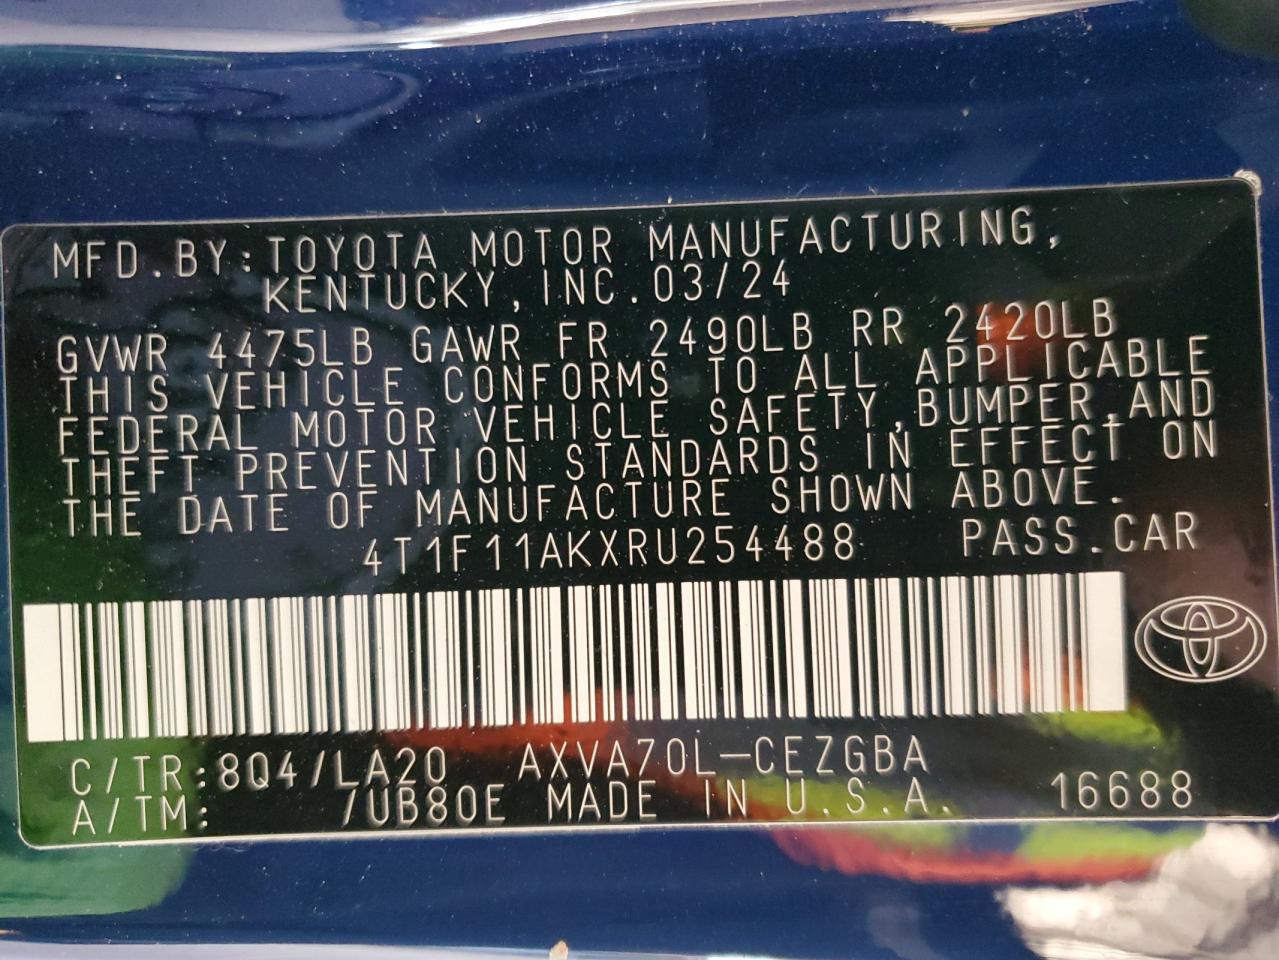 MFD.BY:TOYOTA MOTOR MANUFACTURING,
KENTUCKY,INC.03/24
GVWR 4475LB GAWR FR 2490LB RR 2420LB
THIS VEHICLE CONFORMS TO ALL APPLICABLE
FEDERAL MOTOR VEHICLE SAFETY,BUMPER,AND
THEFT PREVENTION STANDARDS IN EFFECT ON
THE DATE OF MANUFACTURE SHOWN ABOVE.
4T1F11AKXRU254488 PASS.CAR
C/TR:8Q4/LA20 AXVA70L-CEZGBA
A/TM: /UB80E MADE IN U.S.A. 16688